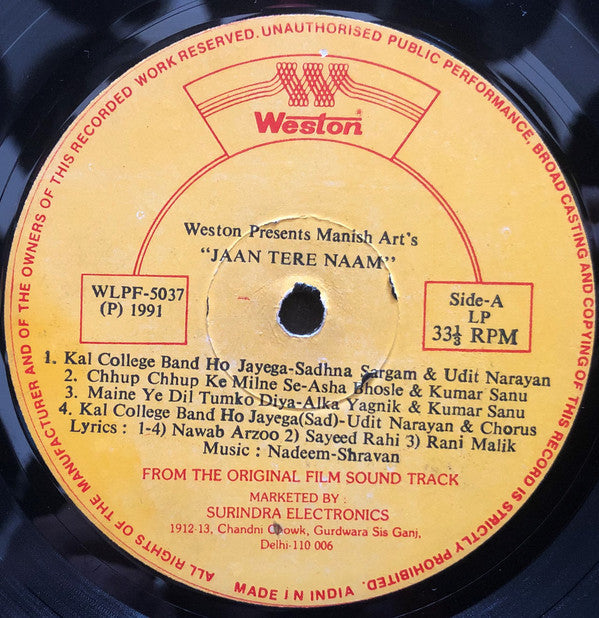 ALL RIGHTS OF THE MANUFACTURER AND OF THE OWNERS OF THIS RECORDED WORK RESERVED. UNAUTHORISED PUBLIC PERFORMANCE, BROAD CASTING AND COPYING OF THIS RECORD IS STRICTLY PROHIBITED.
W
Weston
Weston Presents Manish Art's
"JAAN TERE NAAM"
WLPF-5037
(P) 1991
Side-A
LP
33⅓ RPM
1. Kal College Band Ho Jayega-Sadhna Sargam & Udit Narayan
2. Chhup Chhup Ke Milne Se-Asha Bhosle & Kumar Sanu
3. Maine Ye Dil Tumko Diya-Alka Yagnik & Kumar Sanu
4. Kal College Band Ho Jayega(Sad)-Udit Narayan & Chorus
Lyrics : 1-4) Nawab Arzoo 2) Sayeed Rahi 3) Rani Malik
Music : Nadeem-Shravan
FROM THE ORIGINAL FILM SOUND TRACK
MARKETED BY :
SURINDRA ELECTRONICS
1912-13, Chandni Chowk, Gurdwara Sis Ganj,
Delhi-110 006
MADE IN INDIA